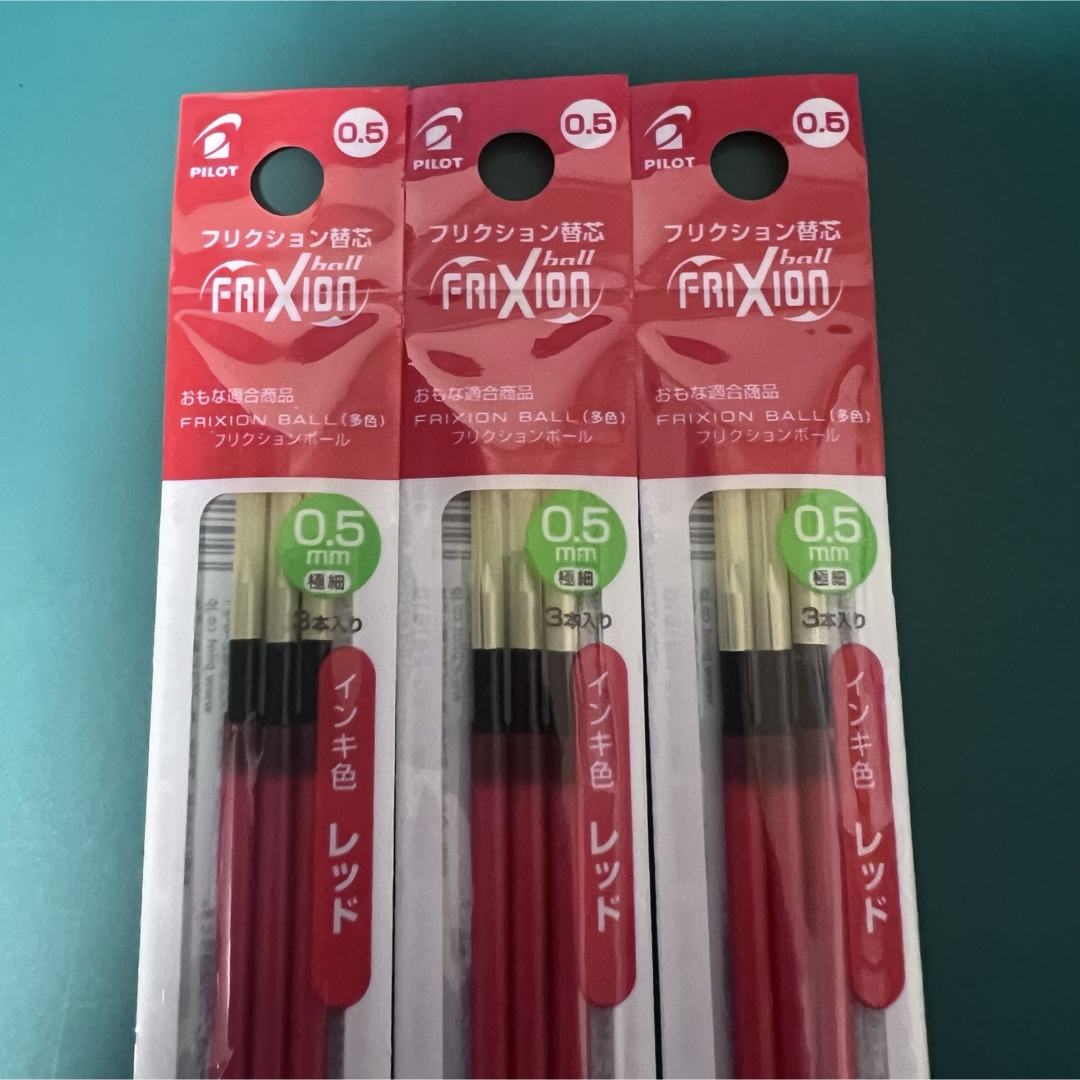 PILOT
0.5
フリクション替芯
FRIXION ball
おもな適合商品
FRIXION BALL(多色)
フリクションボール
0.5
mm
極細
3本入り
インキ色 レッド
PILOT
0.5
フリクション替芯
FRIXION ball
おもな適合商品
FRIXION BALL(多色)
フリクションボール
0.5
mm
極細
3本入り
インキ色 レッド
PILOT
0.5
フリクション替芯
FRIXION ball
おもな適合商品
FRIXION BALL(多色)
フリクションボール
0.5
mm
極細
3本入り
インキ色 レッド